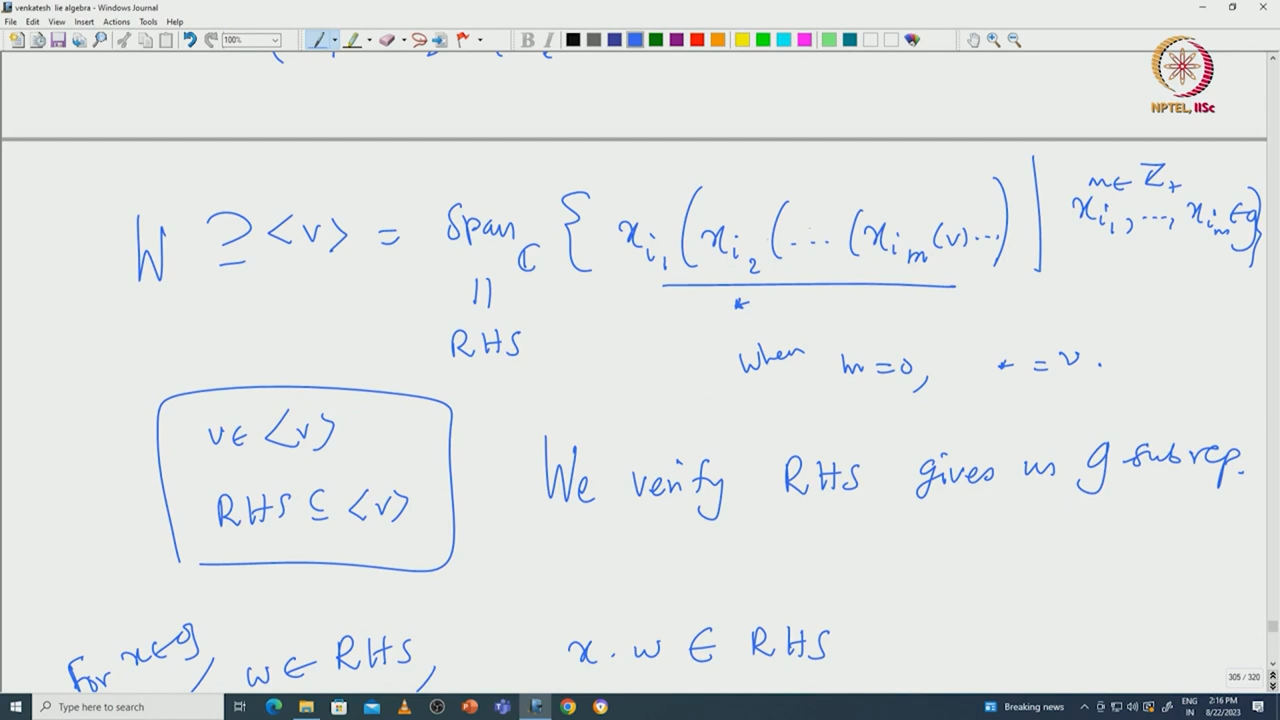 venkatesh lie algebra - Windows Journal
File Edit View Insert Actions Tools Help
100%
NPTEL, IISc
W ⊇ <v> = Span_ℂ { x_{i_1} ( x_{i_2} ( ... ( x_{i_m} (v) ... ) | m ∈ ℤ_+
x_{i_1}, ..., x_{i_m} ∈ g }
*
||
RHS
When m = 0, * = v .
v ∈ <v>
RHS ⊆ <v>
We verify RHS gives us g subrep.
For x ∈ g, w ∈ RHS, x . w ∈ RHS
305 / 320
Type here to search
Breaking news
ENG
IN
2:16 PM
8/22/2023